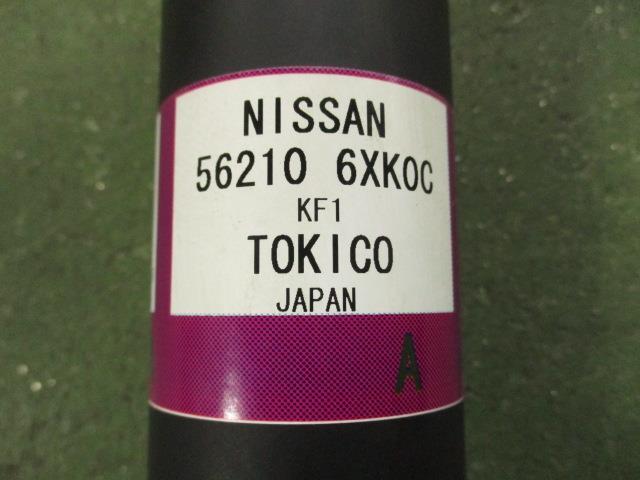 NISSAN
56210 6XK0C
KF1
TOKICO
JAPAN
A